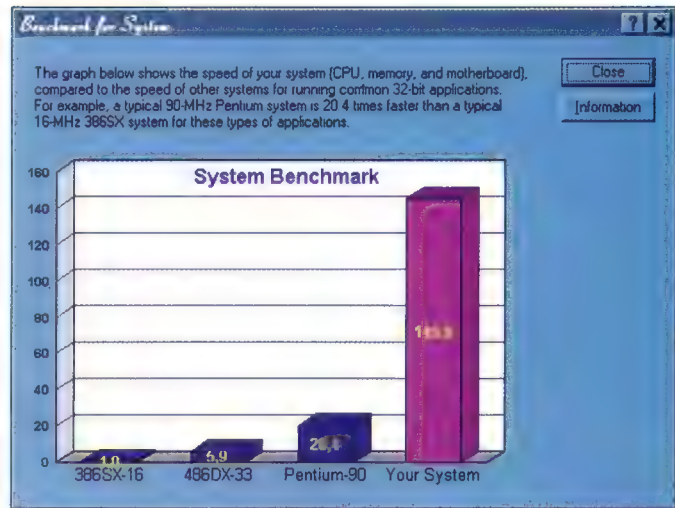 Benchmark for System
The graph below shows the speed of your system (CPU, memory, and motherboard),
compared to the speed of other systems for running common 32-bit applications.
For example, a typical 90-MHz Pentium system is 20.4 times faster than a typical
16-MHz 386SX system for these types of applications.
Close
Information
System Benchmark
160
140
120
100
80
60
40
20
0
1,0
5,9
20,4
386SX-16
486DX-33
Pentium-90
Your System